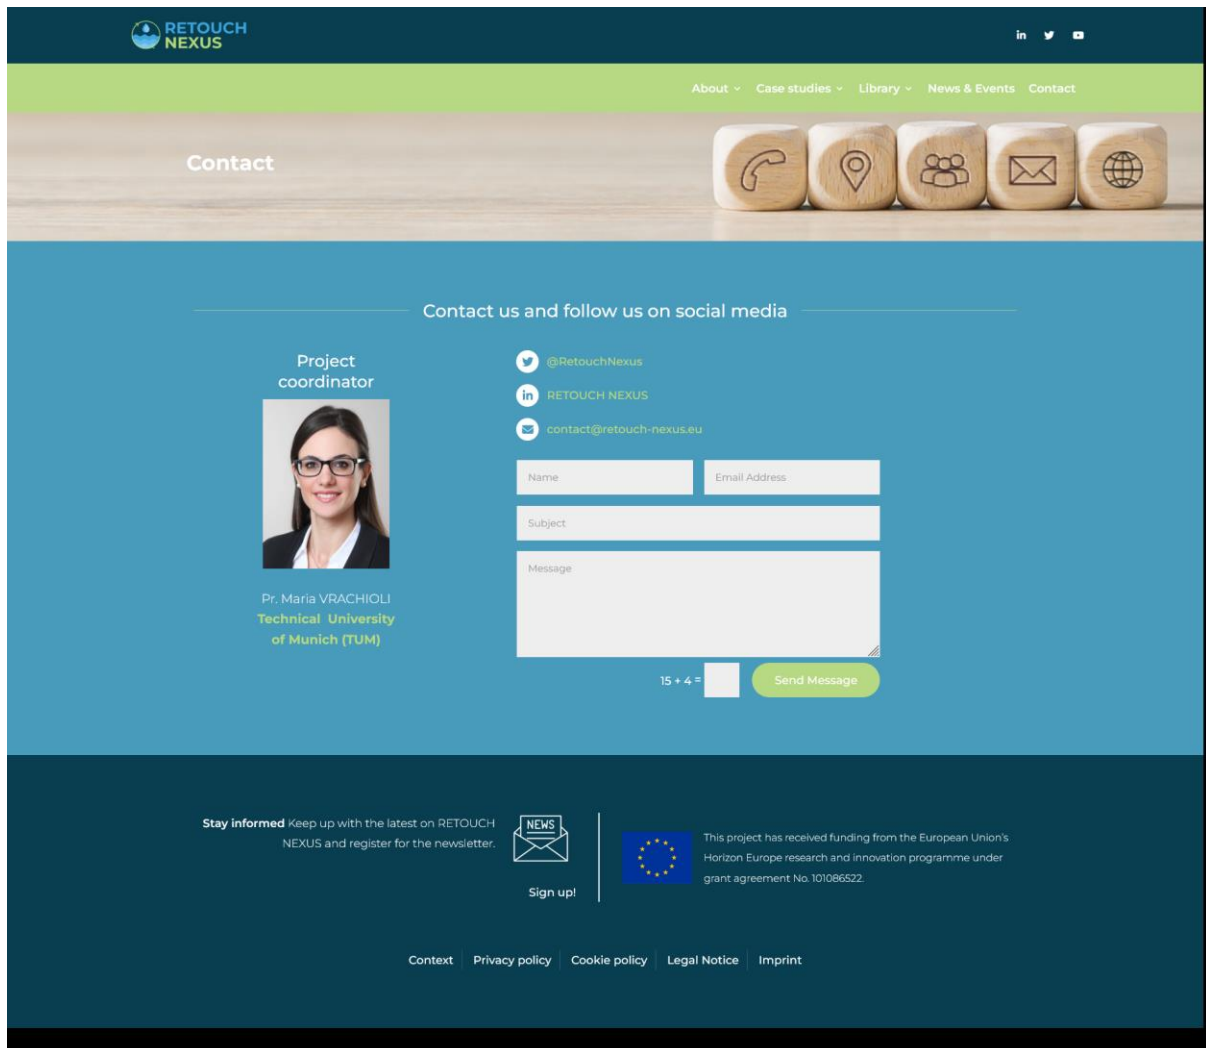 RETOUCH
NEXUS
About
Case studies
Library
News & Events
Contact
Contact
Contact us and follow us on social media
Project
coordinator
@RetouchNexus
RETOUCH NEXUS
contact@retouch-nexus.eu
Name
Email Address
Subject
Message
Pr. Maria VRACHIOLI
Technical University
of Munich (TUM)
15 + 4 =
Send Message
Stay informed Keep up with the latest on RETOUCH
NEXUS and register for the newsletter.
NEWS
Sign up!
This project has received funding from the European Union's
Horizon Europe research and innovation programme under
grant agreement No. 101086522.
Context
Privacy policy
Cookie policy
Legal Notice
Imprint